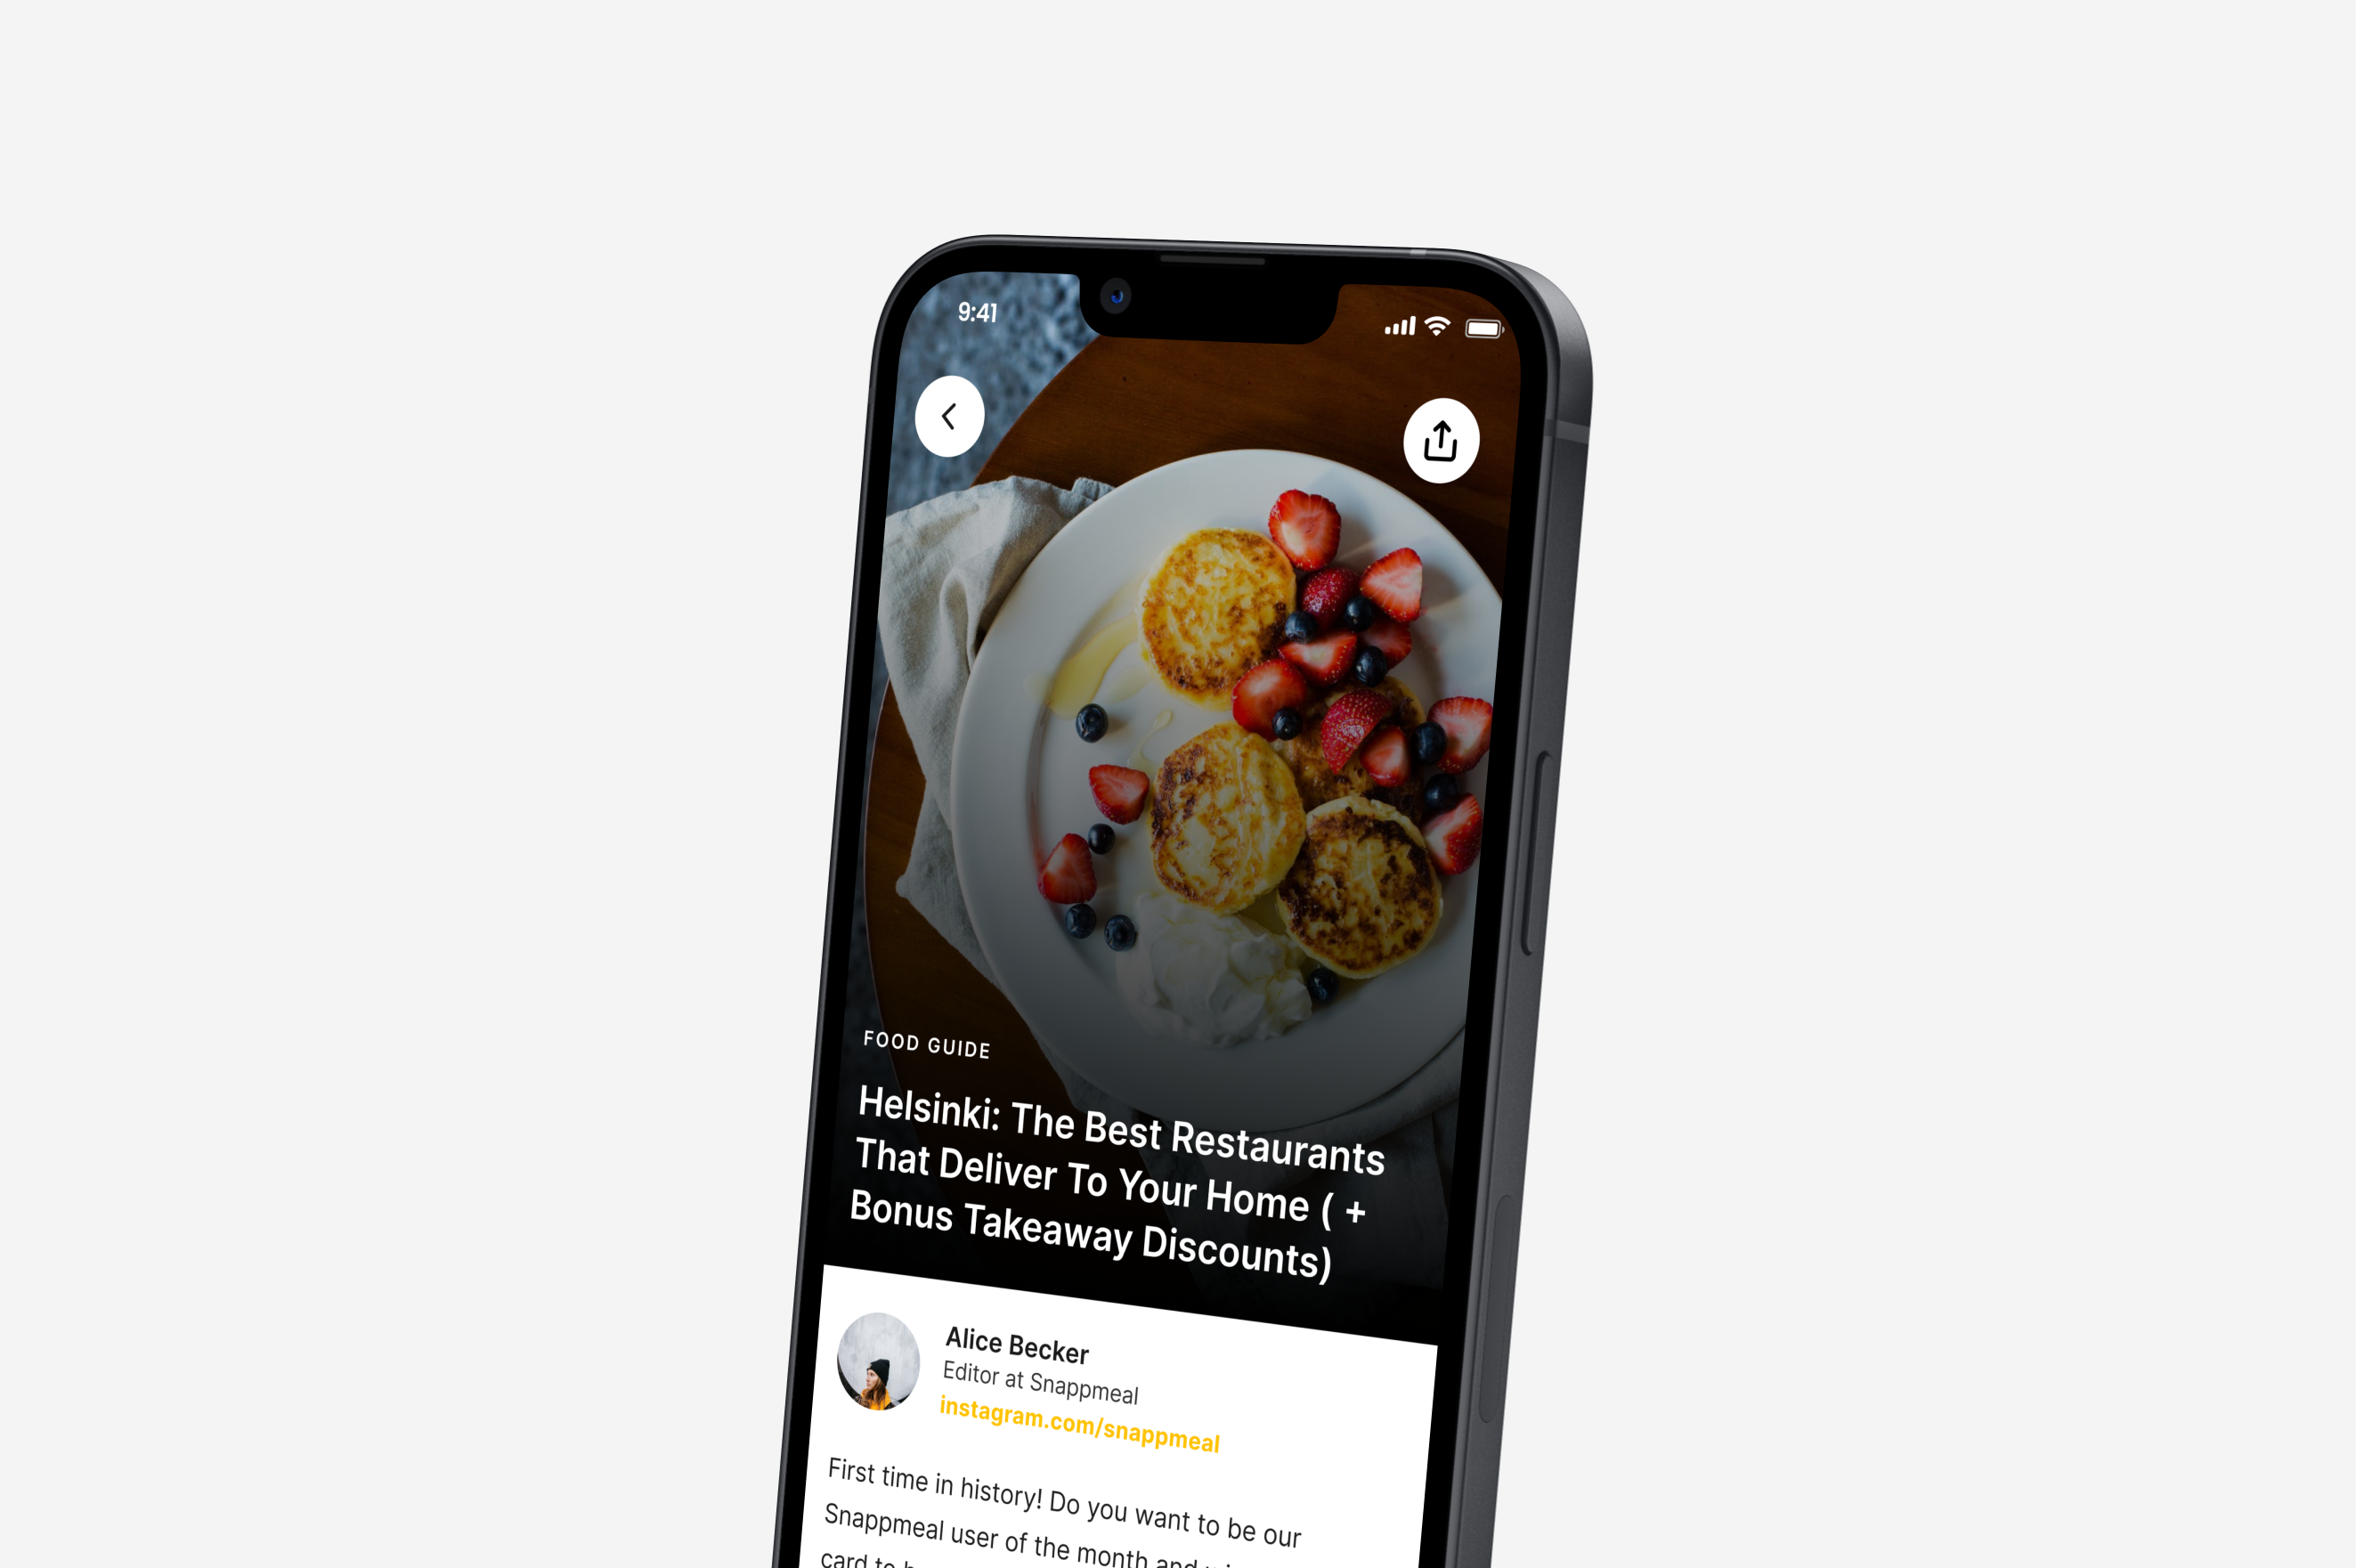 9:41
FOOD GUIDE
Helsinki: The Best Restaurants
That Deliver To Your Home ( +
Bonus Takeaway Discounts)
Alice Becker
Editor at Snappmeal
instagram.com/snappmeal
First time in history! Do you want to be our
Snappmeal user of the month and
card to